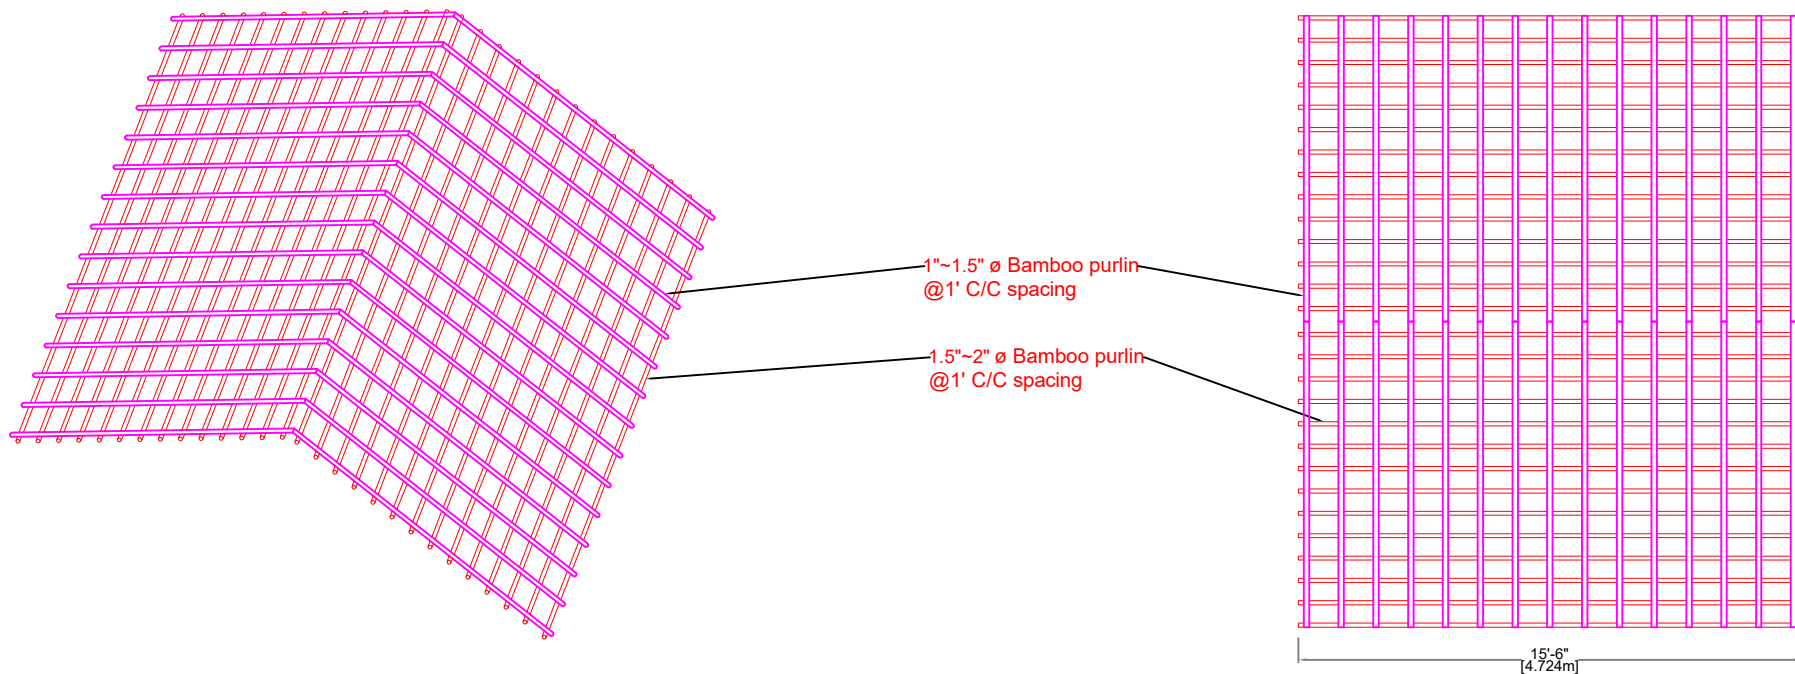 1"~1.5" ø Bamboo purlin
@1' C/C spacing
1.5"~2" ø Bamboo purlin
@1' C/C spacing
15'-6"
[4.724m]